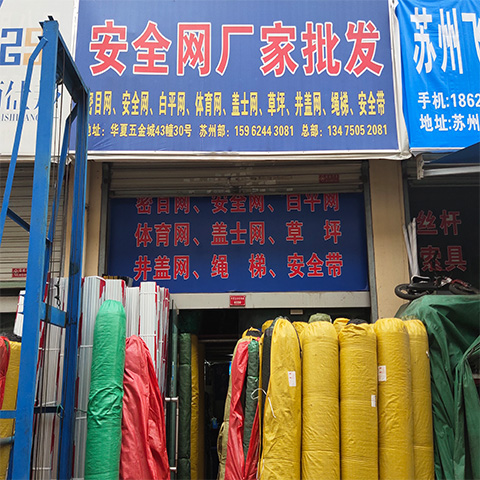 安全网厂家批发
密目网、安全网、白平网、体育网、盖土网、草坪、井盖网、绳梯、安全带
地址：华夏五金城43幢30号 苏州部：159 6244 3081 总部：134 7505 2081
密目网、安全网、白平网
体育网、盖土网、草 坪
井盖网、绳 梯、安全带
苏州飞
手机:1862
地址:苏州
丝杆
索具